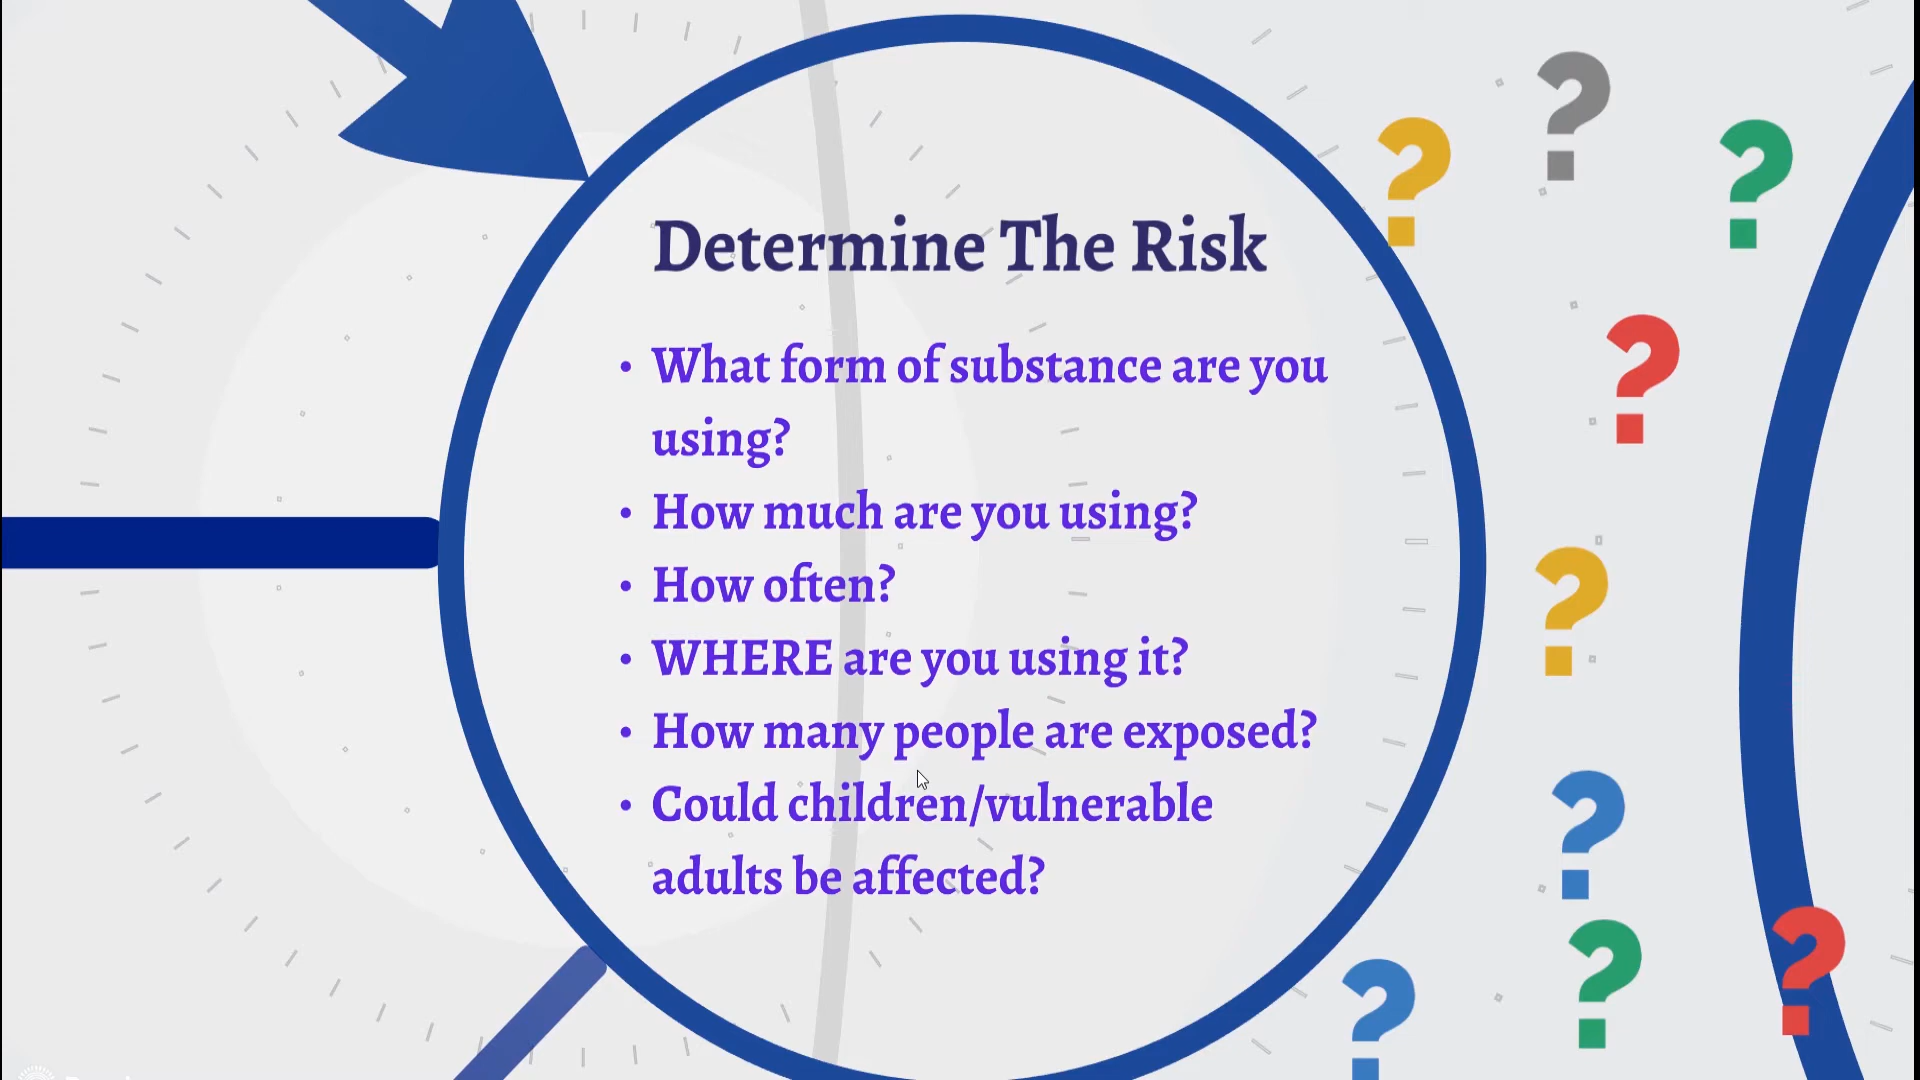 Determine The Risk
• What form of substance are you
using?
• How much are you using?
• How often?
• WHERE are you using it?
• How many people are exposed?
• Could children/vulnerable
adults be affected?
? ? ? ? ? ? ? ? ?